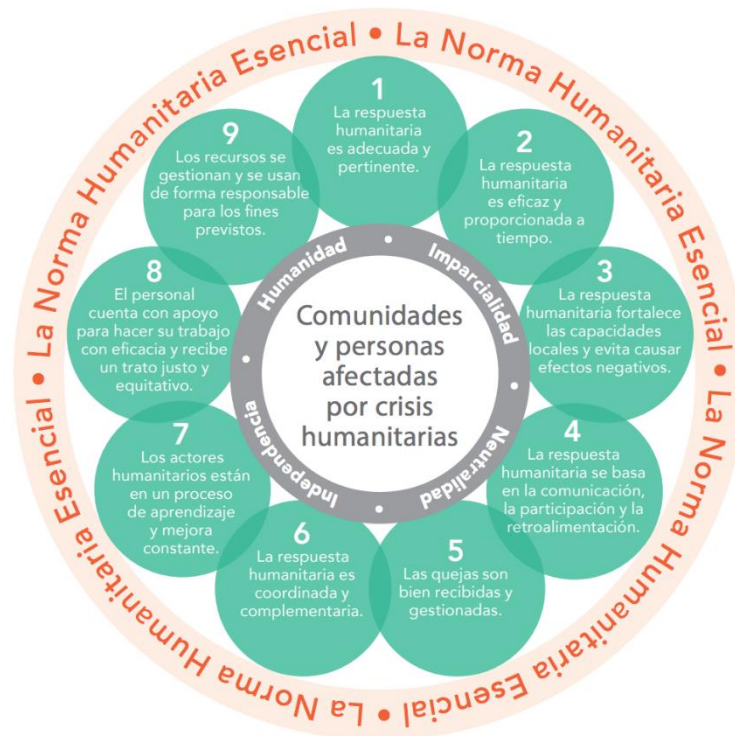 La Norma Humanitaria Esencial • La Norma Humanitaria Esencial • La Norma Humanitaria Esencial • La Norma Humanitaria Esencial •
1
La respuesta
humanitaria
es adecuada y
pertinente.
2
La respuesta
humanitaria
es eficaz y
proporcionada a
tiempo.
3
La respuesta
humanitaria fortalece
las capacidades
locales y evita causar
efectos negativos.
4
La respuesta
humanitaria se basa
en la comunicación,
la participación y la
retroalimentación.
5
Las quejas son
bien recibidas y
gestionadas.
6
La respuesta
humanitaria es
coordinada y
complementaria.
7
Los actores
humanitarios están
en un proceso
de aprendizaje
y mejora
constante.
8
El personal
cuenta con apoyo
para hacer su trabajo
con eficacia y recibe
un trato justo y
equitativo.
9
Los recursos se
gestionan y se usan
de forma responsable
para los fines
previstos.
Humanidad • Imparcialidad • Neutralidad • Independencia •
Comunidades
y personas
afectadas
por crisis
humanitarias